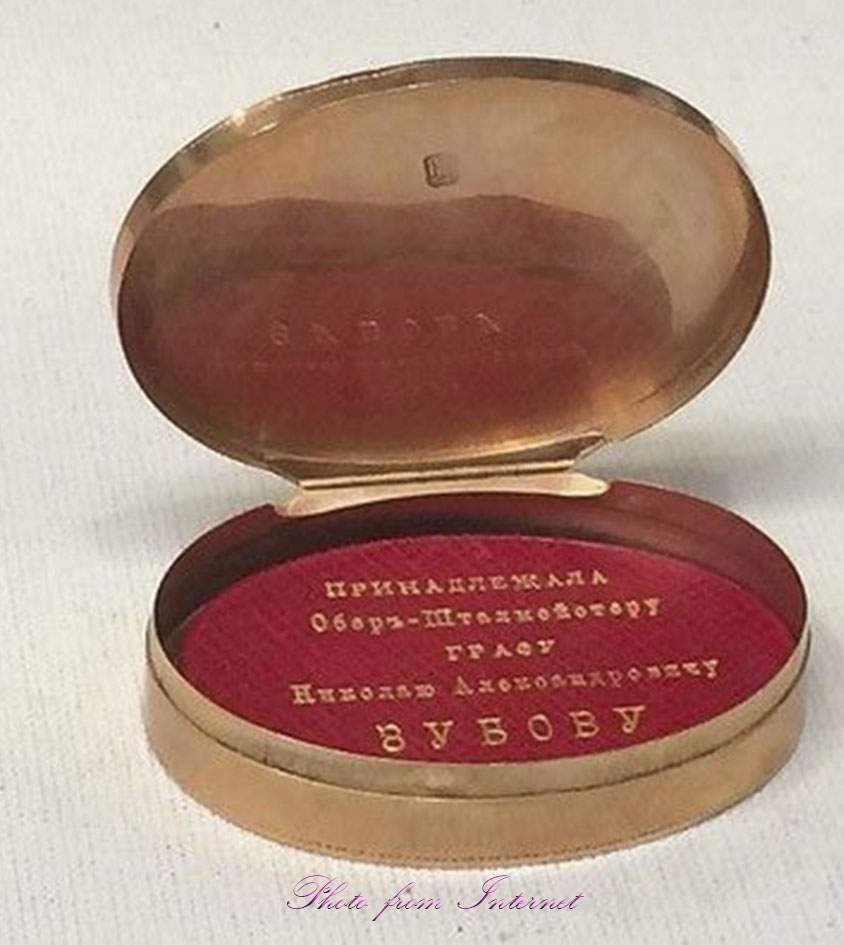 ПРИНАДЛЕЖАЛА
Оберъ-Шталмейстеру
ГРАФУ
Николаю Александровичу
ЗУБОВУ
Photo from Internet